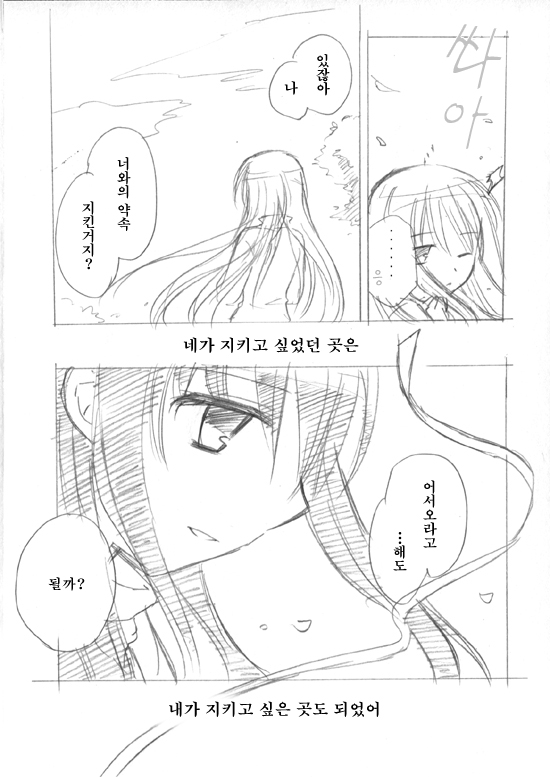 싸아
……
응
있잖아
나
너와의 약속
지킨거지?
네가 지키고 싶었던 곳은
어서오라고
…해도
될까?
내가 지키고 싶은 곳도 되었어